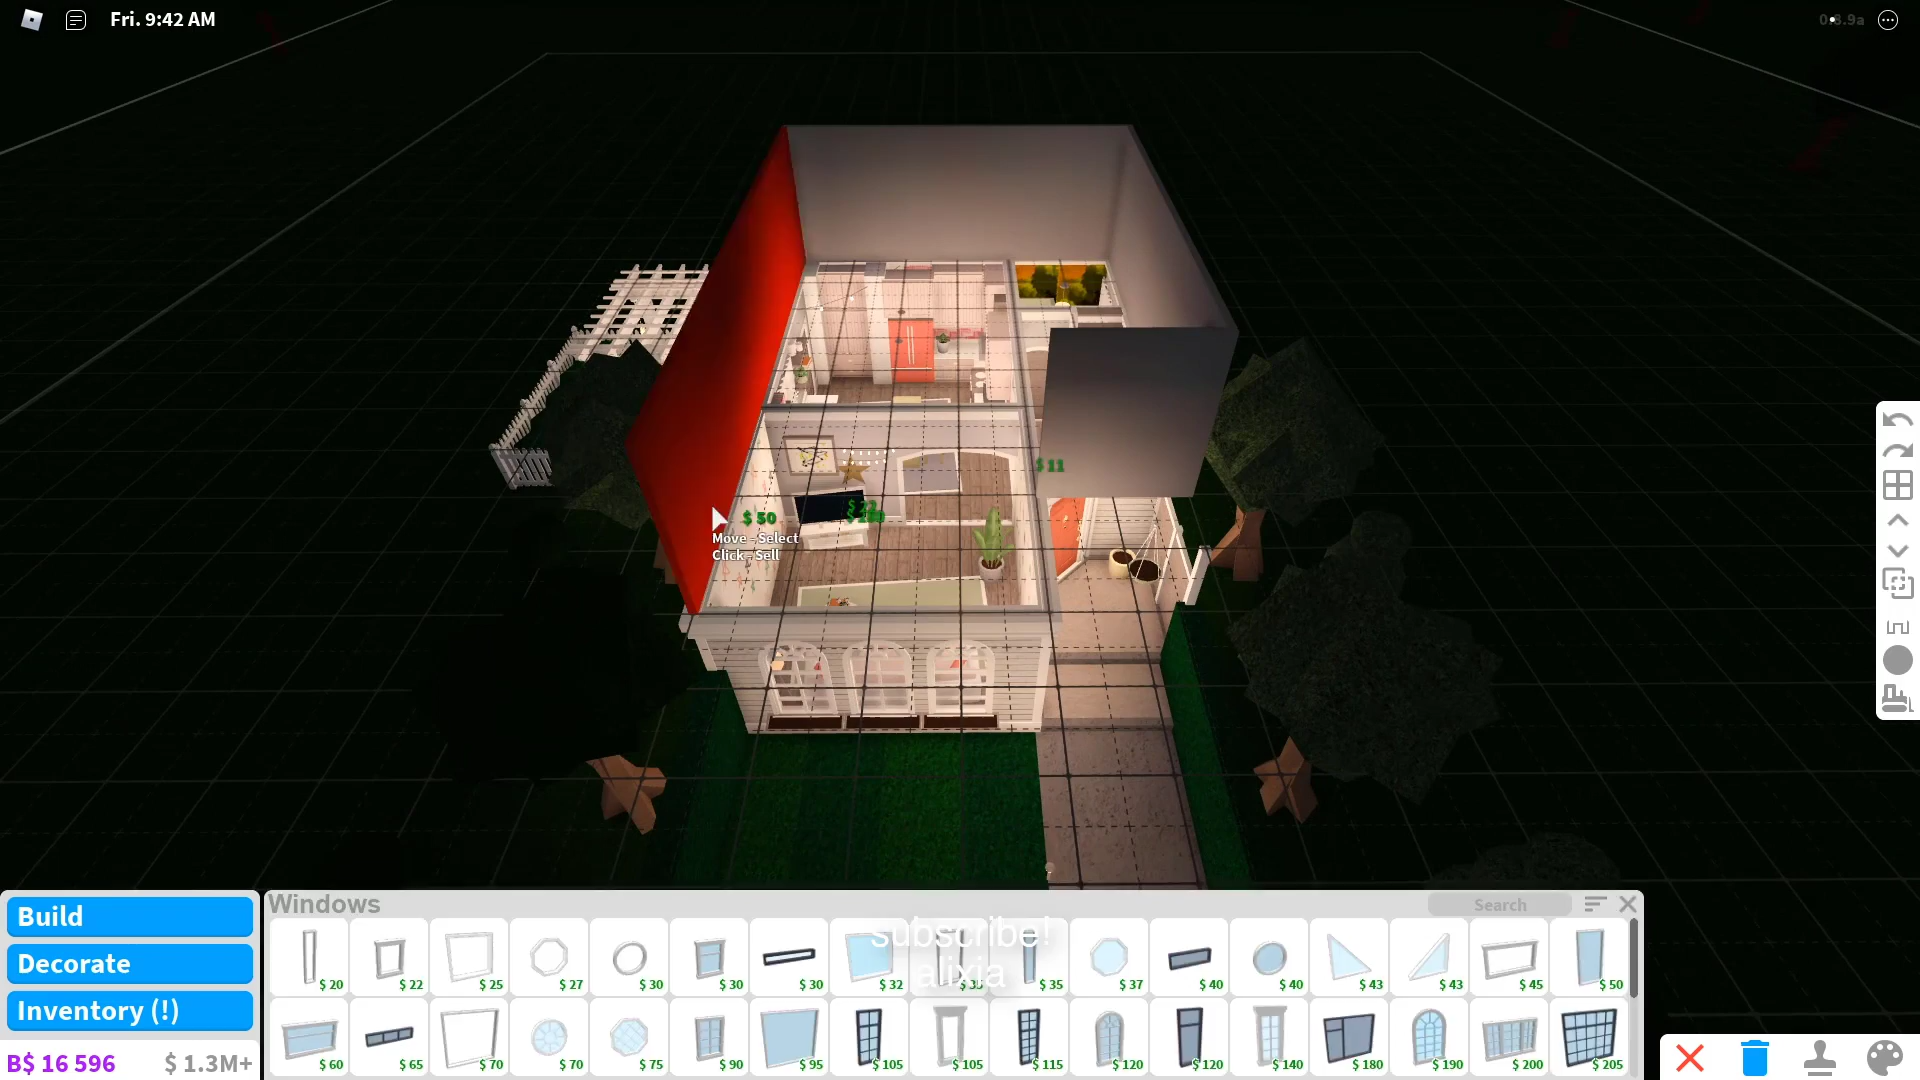 Fri. 9:42 AM
$ 11
$ 50
Move - Select
Click - Sell
Build
Decorate
Inventory (!)
B$ 16 596
$ 1.3M+
Windows
Search
subscribe!
alixia
$ 20
$ 22
$ 25
$ 27
$ 30
$ 30
$ 30
$ 32
$ 35
$ 37
$ 40
$ 40
$ 43
$ 43
$ 45
$ 50
$ 60
$ 65
$ 70
$ 70
$ 75
$ 90
$ 95
$ 105
$ 105
$ 115
$ 120
$ 120
$ 140
$ 180
$ 190
$ 200
$ 205